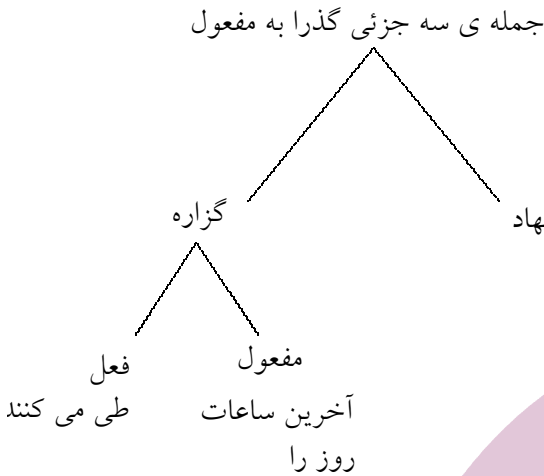 جمله ی سه جزئی گذرا به مفعول
گزاره
مفعول
فعل
آخرین ساعات
طی می کنند
روز را